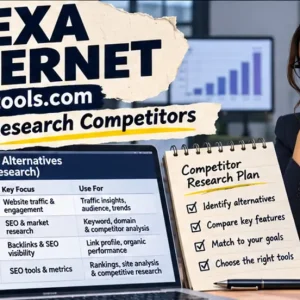 EXA
ERNET
tools.com
Research Competitors
Alternatives
esearch)
Key Focus Use For
Website traffic & engagement Traffic insights, audience, trends
SEO & market research Keyword, domain & competitor analysis
Backlinks & SEO visibility Link profile, organic performance
SEO tools & metrics Rankings, site analysis & competitive research
Competitor
Research Plan
Identify alternatives
Compare key features
Match to your goals
Choose the right tools